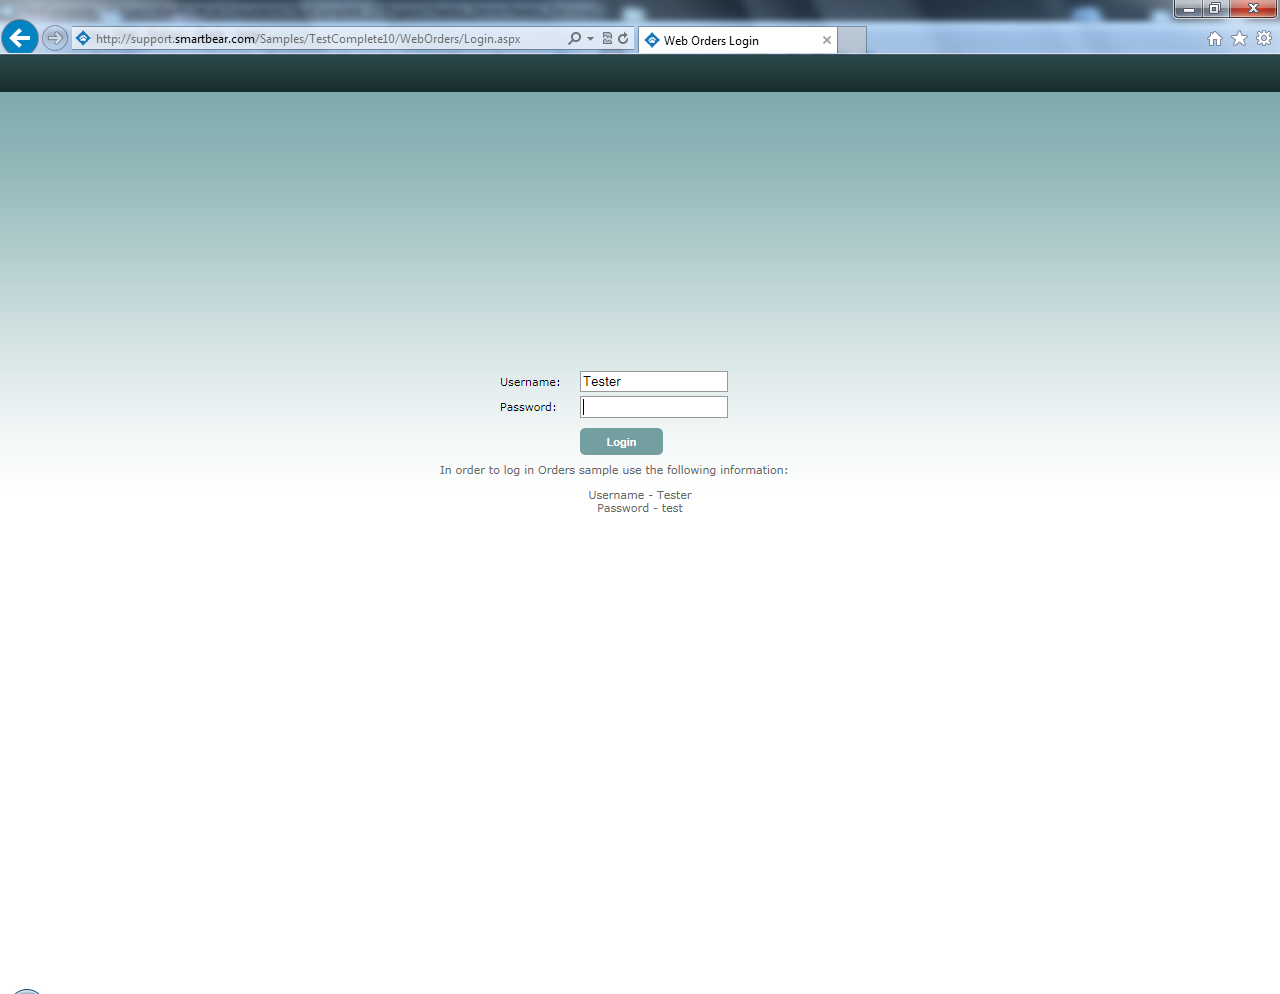 http://support.smartbear.com/Samples/TestComplete10/WebOrders/Login.aspx
Web Orders Login
Username: Tester
Password:
Login
In order to log in Orders sample use the following information:
Username - Tester
Password - test